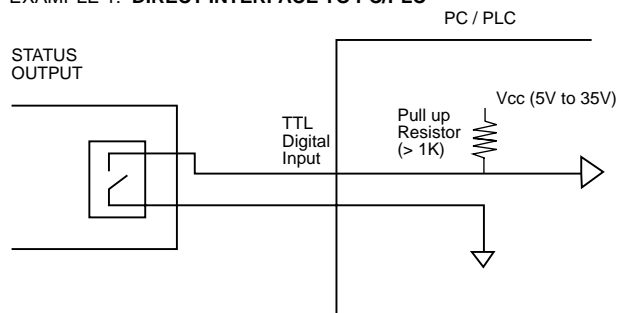 EXAMPLE 1: DIRECT INTERFACE TO PC/PLC
PC / PLC
STATUS
OUTPUT
Vcc (5V to 35V)
TTL
Digital
Input
Pull up
Resistor
(> 1K)